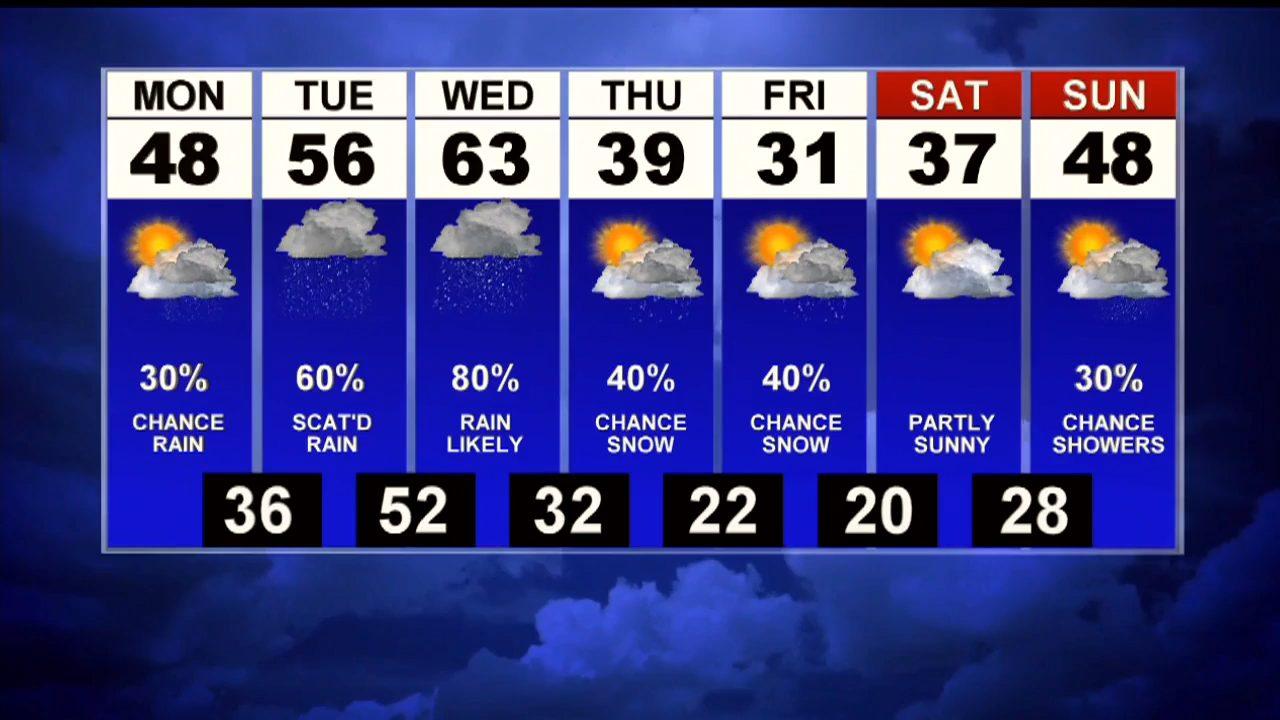 MON TUE WED THU FRI SAT SUN
48 56 63 39 31 37 48
30% 60% 80% 40% 40% 30%
CHANCE SCAT'D RAIN CHANCE CHANCE PARTLY CHANCE
RAIN RAIN LIKELY SNOW SNOW SUNNY SHOWERS
36 52 32 22 20 28